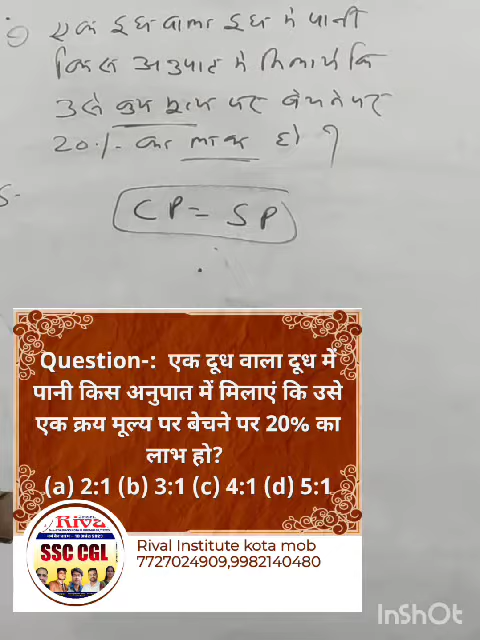 एक दूध वाला दूध में पानी
किस अनुपात में मिलाये कि
उसे क्रय मूल्य पर बेचने पर
20% का लाभ हो ?
CP = SP
Question-: एक दूध वाला दूध में
पानी किस अनुपात में मिलाएं कि उसे
एक क्रय मूल्य पर बेचने पर 20% का
लाभ हो?
(a) 2:1 (b) 3:1 (c) 4:1 (d) 5:1
Rival
SSC CGL
Rival Institute kota mob
7727024909,9982140480
InShOt